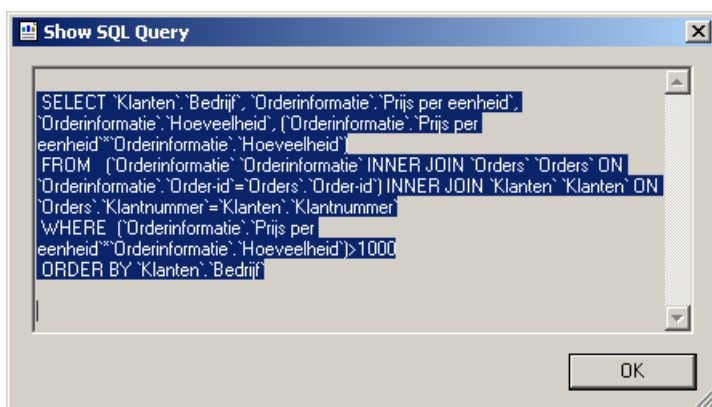 Show SQL Query
SELECT `Klanten`.`Bedrijf`, `Orderinformatie`.`Prijs per eenheid`,
`Orderinformatie`.`Hoeveelheid`, (`Orderinformatie`.`Prijs per
eenheid`*`Orderinformatie`.`Hoeveelheid`)
FROM   (`Orderinformatie` `Orderinformatie` INNER JOIN `Orders` `Orders` ON
`Orderinformatie`.`Order-id`=`Orders`.`Order-id`) INNER JOIN `Klanten` `Klanten` ON
`Orders`.`Klantnummer`=`Klanten`.`Klantnummer`
WHERE  (`Orderinformatie`.`Prijs per
eenheid`*`Orderinformatie`.`Hoeveelheid`)>1000
ORDER BY `Klanten`.`Bedrijf`
OK